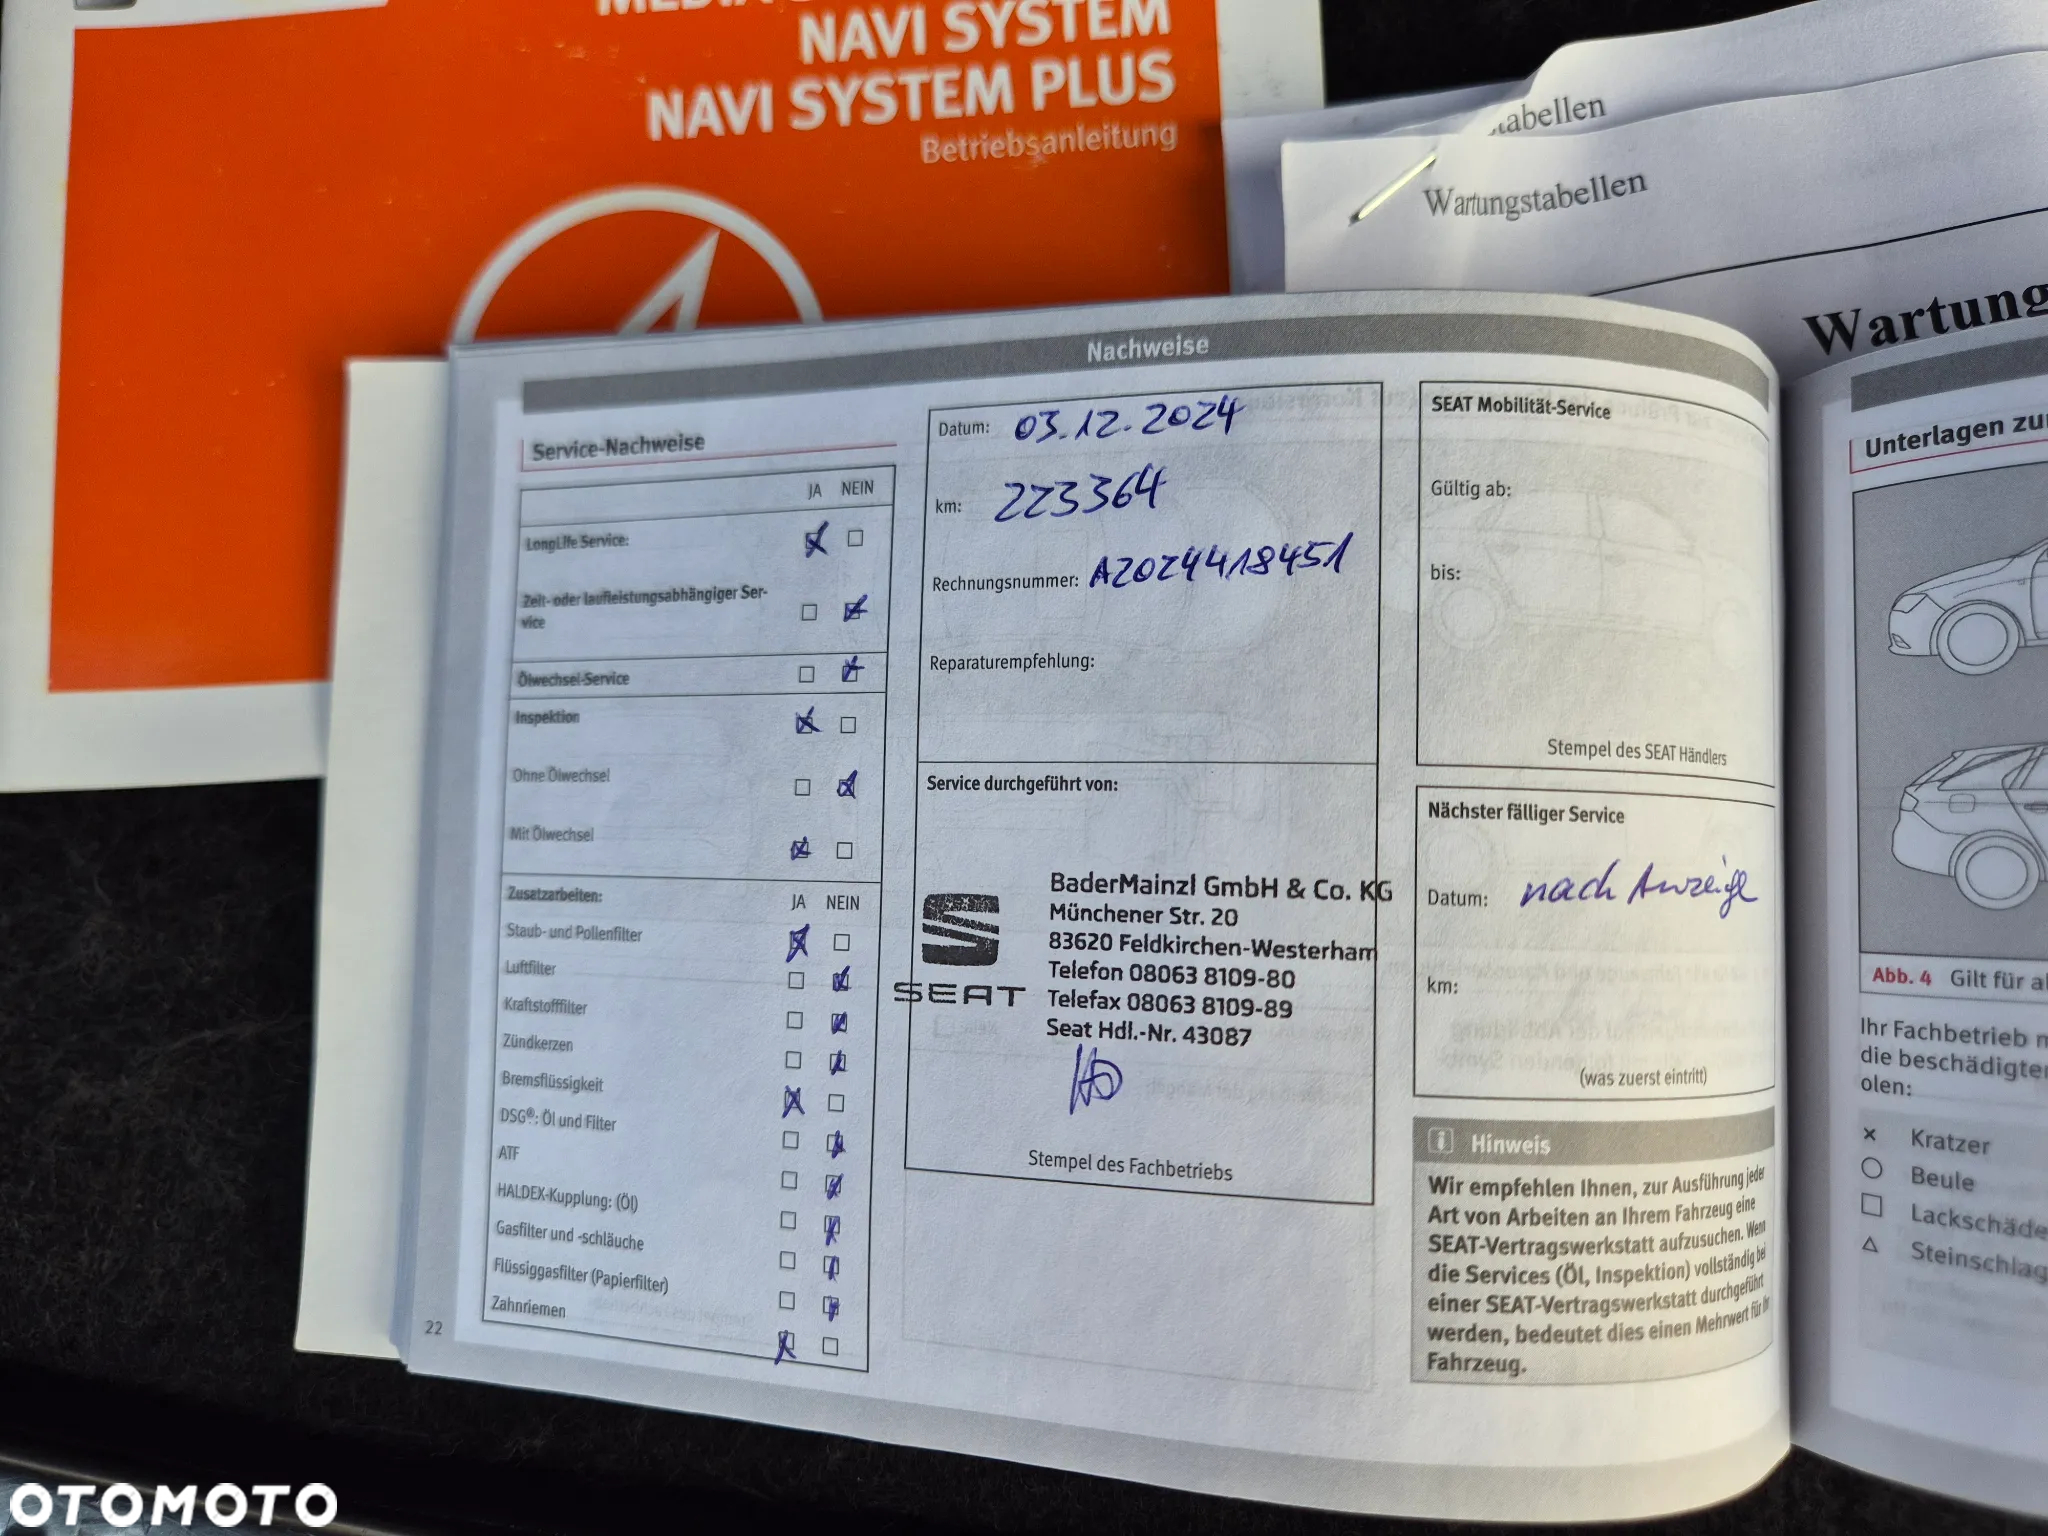 NAVI SYSTEM
NAVI SYSTEM PLUS
Betriebsanleitung
tabellen
Wartungstabellen
Wartung
Nachweise
Service-Nachweise
JA NEIN
LongLife Service:
Zeit- oder laufleistungsabhängiger Ser-
vice
Ölwechsel-Service
Inspektion
Ohne Ölwechsel
Mit Ölwechsel
Zusatzarbeiten: JA NEIN
Staub- und Pollenfilter
Luftfilter
Kraftstofffilter
Zündkerzen
Bremsflüssigkeit
DSG®: Öl und Filter
ATF
HALDEX-Kupplung: (Öl)
Gasfilter und -schläuche
Flüssiggasfilter (Papierfilter)
Zahnriemen
22
Datum: 03.12.2024
km: 223364
Rechnungsnummer: A2024418451
Reparaturempfehlung:
Service durchgeführt von:
SEAT
BaderMainzl GmbH & Co. KG
Münchener Str. 20
83620 Feldkirchen-Westerham
Telefon 08063 8109-80
Telefax 08063 8109-89
Seat Hdl.-Nr. 43087
Stempel des Fachbetriebs
SEAT Mobilität-Service
Gültig ab:
bis:
Stempel des SEAT Händlers
Nächster fälliger Service
Datum: nach Anzeige
km:
(was zuerst eintritt)
i Hinweis
Wir empfehlen Ihnen, zur Ausführung jeder
Art von Arbeiten an Ihrem Fahrzeug eine
SEAT-Vertragswerkstatt aufzusuchen. Wenn
die Services (Öl, Inspektion) vollständig bei
einer SEAT-Vertragswerkstatt durchgeführt
werden, bedeutet dies einen Mehrwert für Ihr
Fahrzeug.
Unterlagen zu
Abb. 4 Gilt für al
Ihr Fachbetrieb
die beschädigte
olen:
Kratzer
Beule
Lackschäde
Steinschlag
OTOMOTO